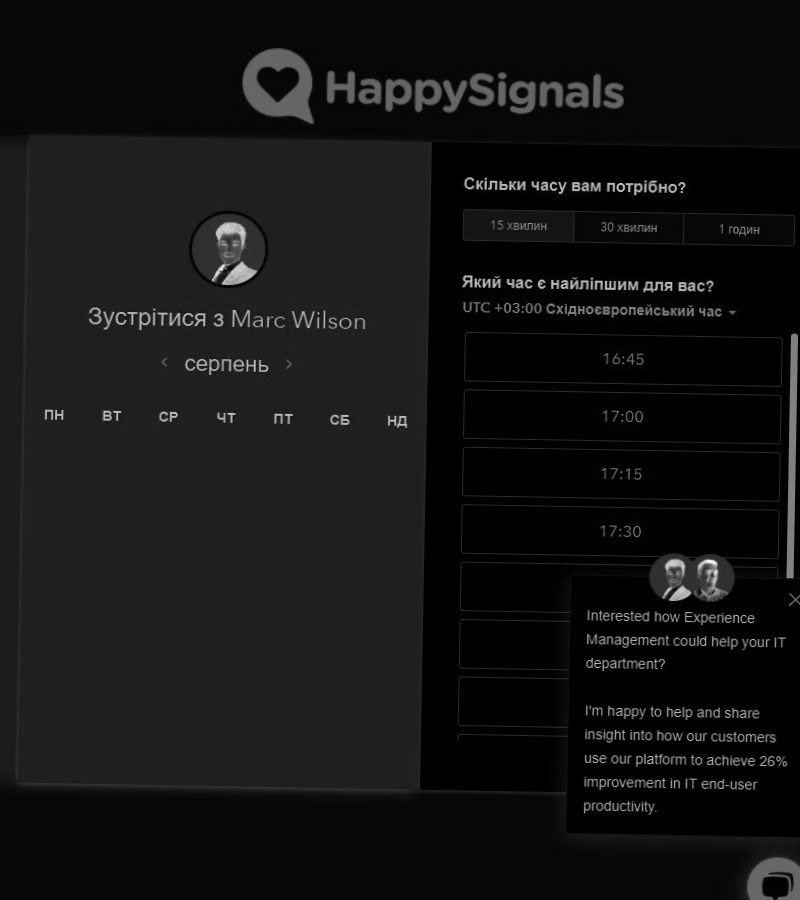 HappySignals
Зустрітися з Marc Wilson
серпень
ПН ВТ СР ЧТ ПТ СБ НД
Скільки часу вам потрібно?
15 хвилин 30 хвилин 1 годин
Який час є найліпшим для вас?
UTC +03:00 Східноєвропейський час
16:45
17:00
17:15
17:30
Interested how Experience
Management could help your IT
department?
I'm happy to help and share
insight into how our customers
use our platform to achieve 26%
improvement in IT end-user
productivity.